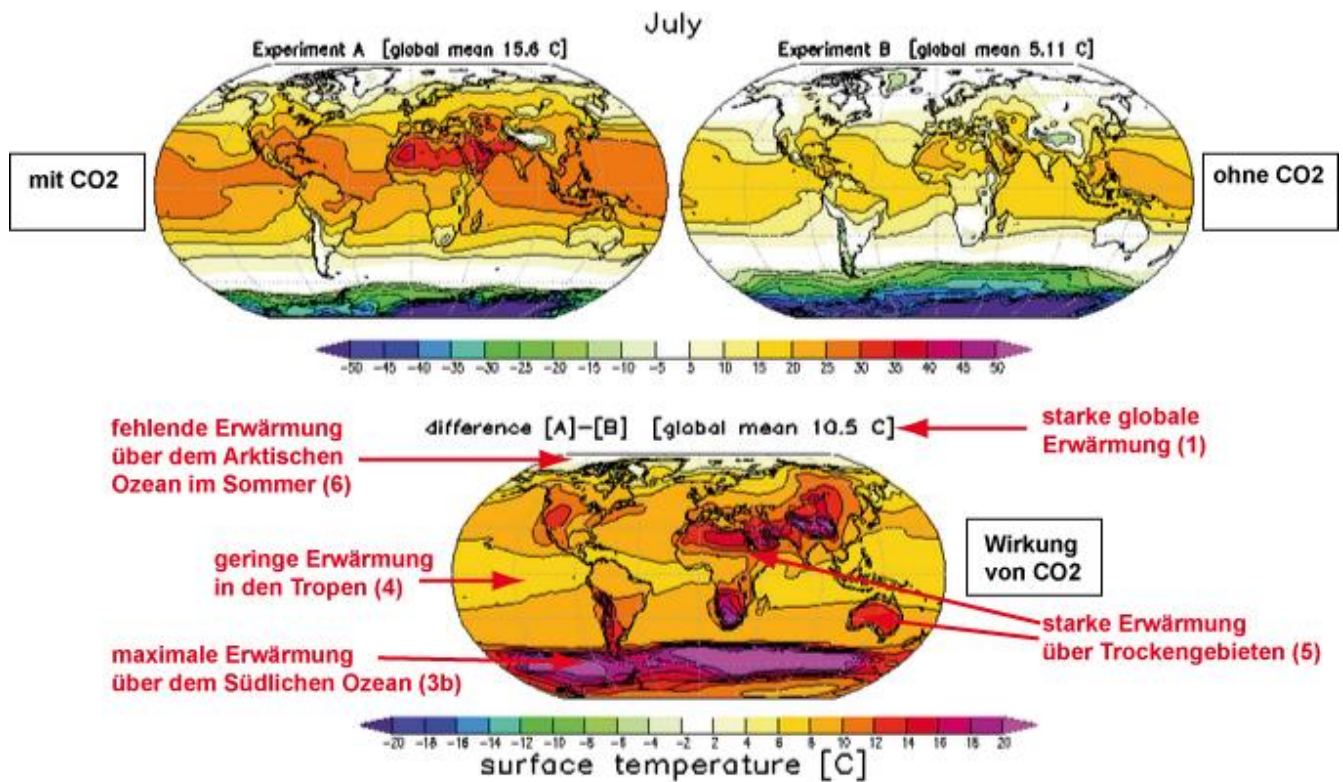 July
Experiment A [global mean 15.6 C]
Experiment B [global mean 5.11 C]
mit CO2
ohne CO2
-50 -45 -40 -35 -30 -25 -20 -15 -10 -5 5 10 15 20 25 30 35 40 45 50
fehlende Erwärmung
über dem Arktischen
Ozean im Sommer (6)
difference [A]-[B] [global mean 10.5 C]
starke globale
Erwärmung (1)
geringe Erwärmung
in den Tropen (4)
Wirkung
von CO2
maximale Erwärmung
über dem Südlichen Ozean (3b)
starke Erwärmung
über Trockengebieten (5)
-20 -18 -16 -14 -12 -10 -8 -6 -4 -2 2 4 6 8 10 12 14 16 18 20
surface temperature [C]